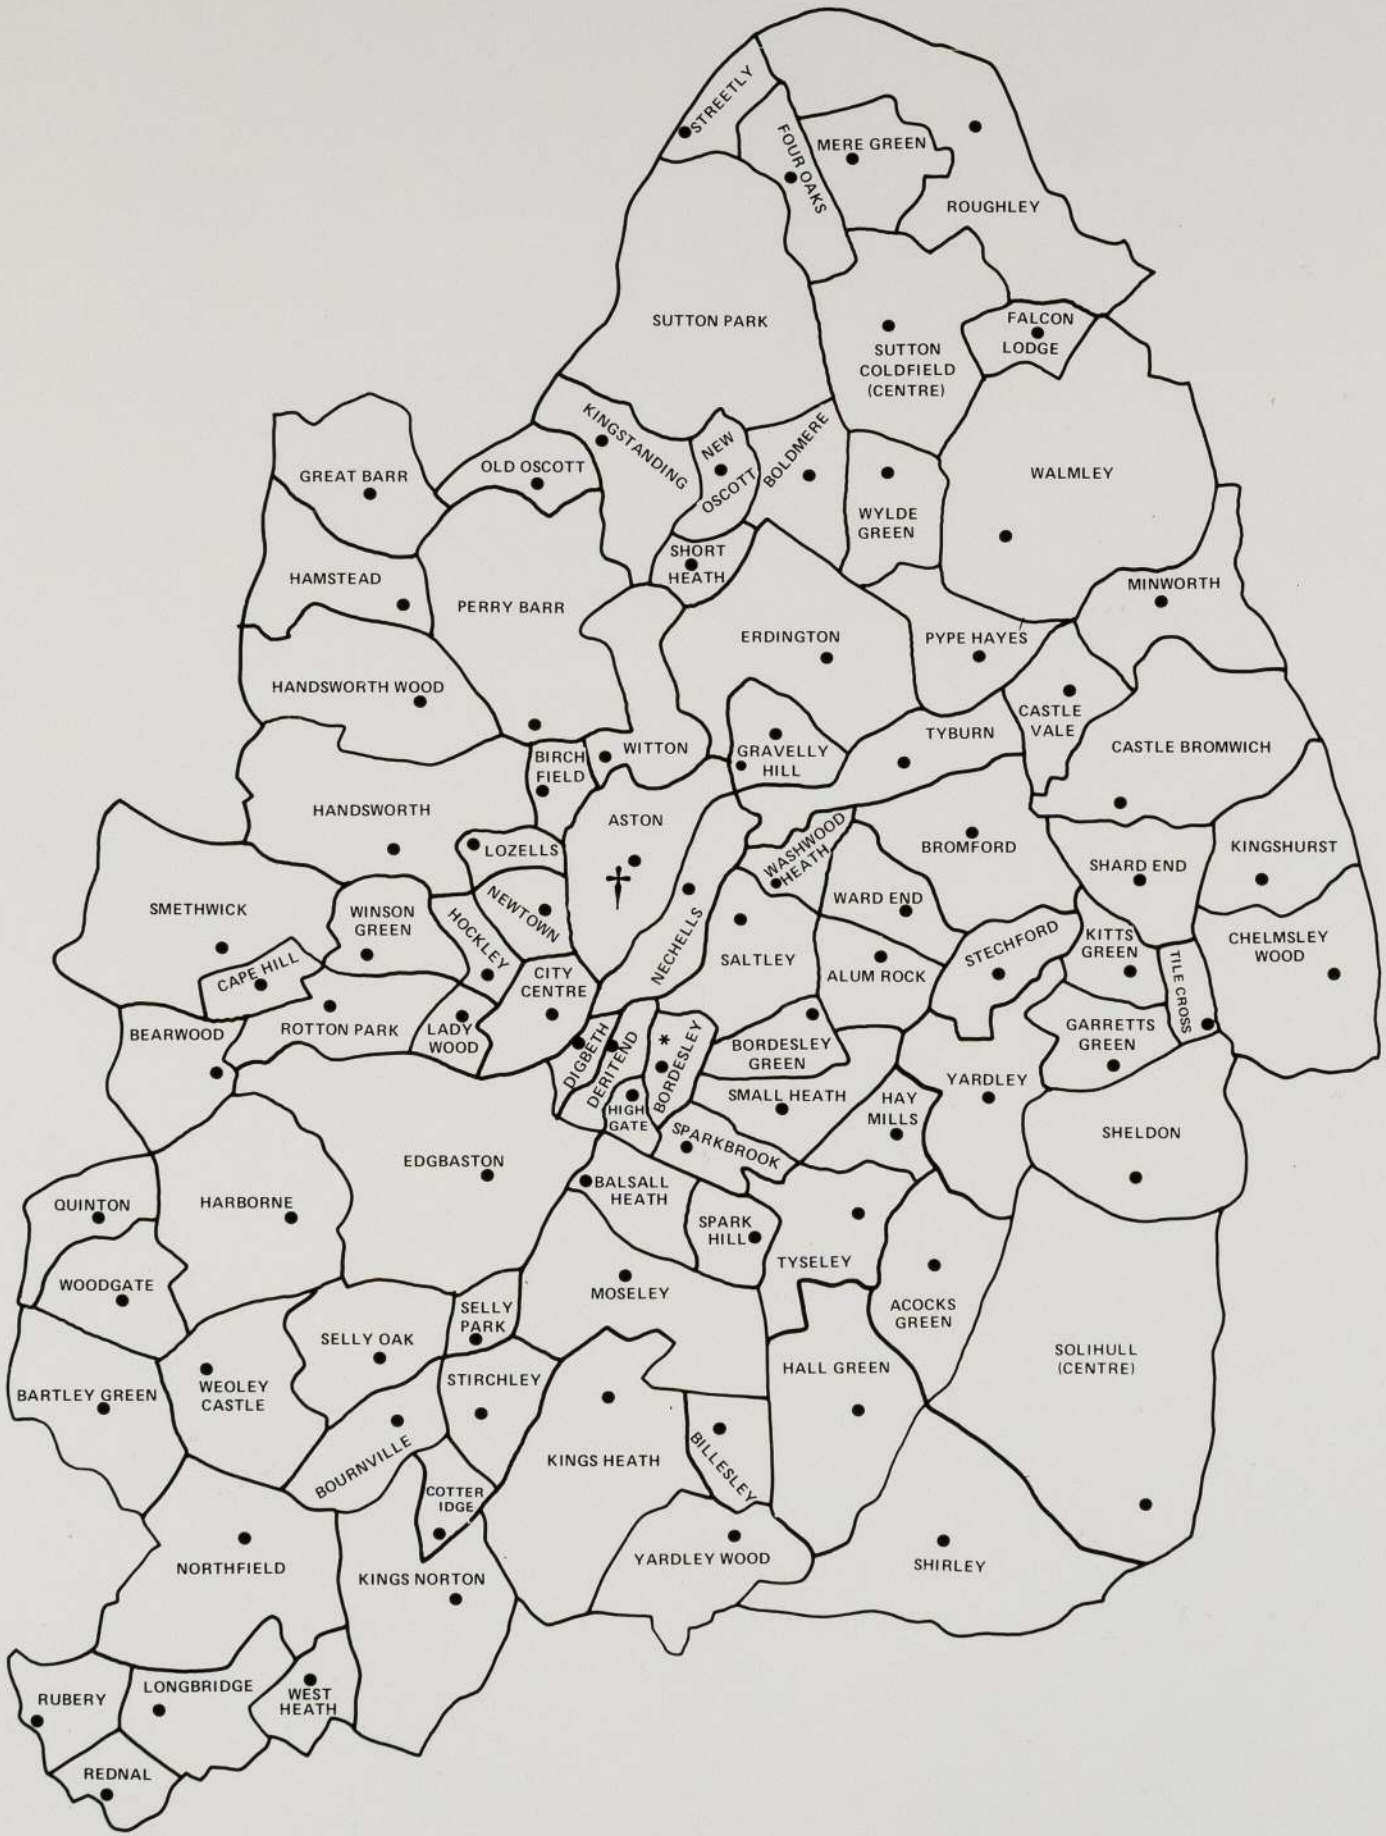 STREETLY
FOUR OAKS
MERE GREEN
ROUGHLEY
SUTTON PARK
SUTTON
COLDFIELD
(CENTRE)
FALCON
LODGE
KINGSTANDING
NEW
OSCOTT
BOLDMERE
GREAT BARR
OLD OSCOTT
WALMLEY
WYLDE
GREEN
SHORT
HEATH
HAMSTEAD
PERRY BARR
MINWORTH
ERDINGTON
PYPE HAYES
HANDSWORTH WOOD
CASTLE
VALE
TYBURN
CASTLE BROMWICH
BIRCH
FIELD
WITTON
GRAVELLY
HILL
HANDSWORTH
ASTON
†
LOZELLS
WASHWOOD
HEATH
BROMFORD
SHARD END
KINGSHURST
SMETHWICK
WINSON
GREEN
HOCKLEY
NEWTOWN
NECHELLS
WARD END
STECHFORD
KITTS
GREEN
TILE CROSS
CHELMSLEY
WOOD
CAPE HILL
CITY
CENTRE
SALTLEY
ALUM ROCK
BEARWOOD
ROTTON PARK
LADY
WOOD
DIGBETH
DERITEND
*
BORDESLEY
BORDESLEY
GREEN
GARRETTS
GREEN
HIGH
GATE
SMALL HEATH
HAY
MILLS
YARDLEY
SPARKBROOK
SHELDON
EDGBASTON
BALSALL
HEATH
QUINTON
HARBORNE
SPARK
HILL
TYSELEY
WOODGATE
MOSELEY
SELLY
PARK
ACOCKS
GREEN
SELLY OAK
SOLIHULL
(CENTRE)
BARTLEY GREEN
WEOLEY
CASTLE
STIRCHLEY
HALL GREEN
BOURNVILLE
KINGS HEATH
BILLESLEY
COTTER
IDGE
NORTHFIELD
KINGS NORTON
YARDLEY WOOD
SHIRLEY
RUBERY
LONGBRIDGE
WEST
HEATH
REDNAL